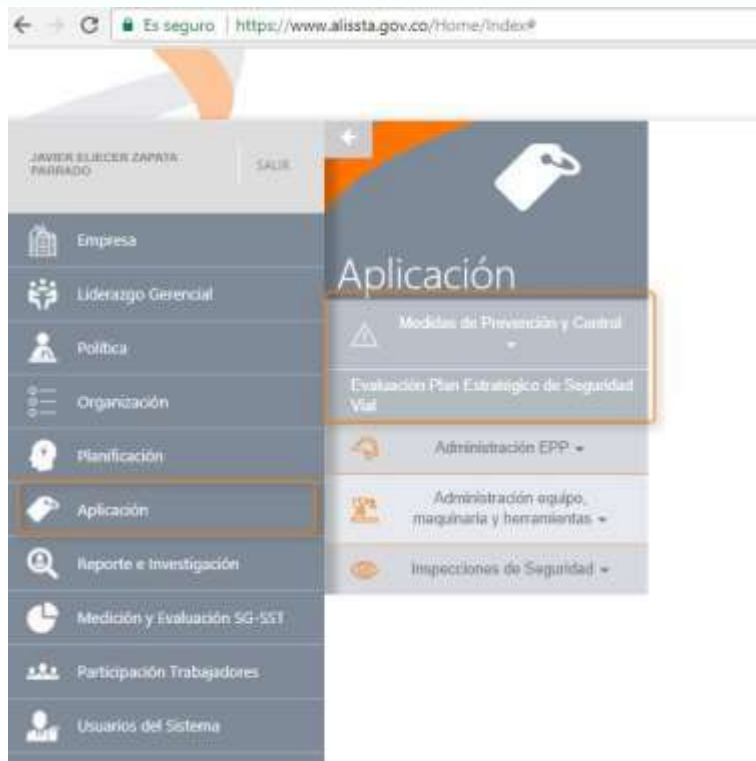 Es seguro | https://www.alissta.gov.co/Home/Index#
JAVIER ELIECER ZAPATA
PARRADO
SALIR
Empresa
Liderazgo Gerencial
Política
Organización
Planificación
Aplicación
Reporte e Investigación
Medición y Evaluación SG-SST
Participación Trabajadores
Usuarios del Sistema
Aplicación
Medidas de Prevención y Control
Evaluación Plan Estratégico de Seguridad
Vial
Administración EPP
Administración equipo,
maquinaria y herramientas
Inspecciones de Seguridad